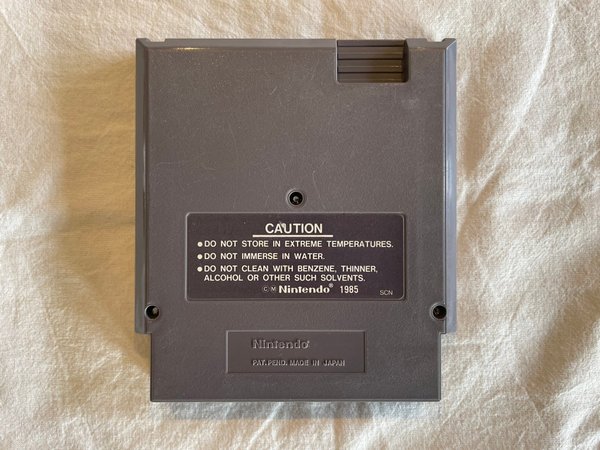 CAUTION
●DO NOT STORE IN EXTREME TEMPERATURES.
●DO NOT IMMERSE IN WATER.
●DO NOT CLEAN WITH BENZENE, THINNER,
ALCOHOL OR OTHER SUCH SOLVENTS.
ⒸⓂ Nintendo® 1985 SCN
Nintendo®
PAT.PEND. MADE IN JAPAN